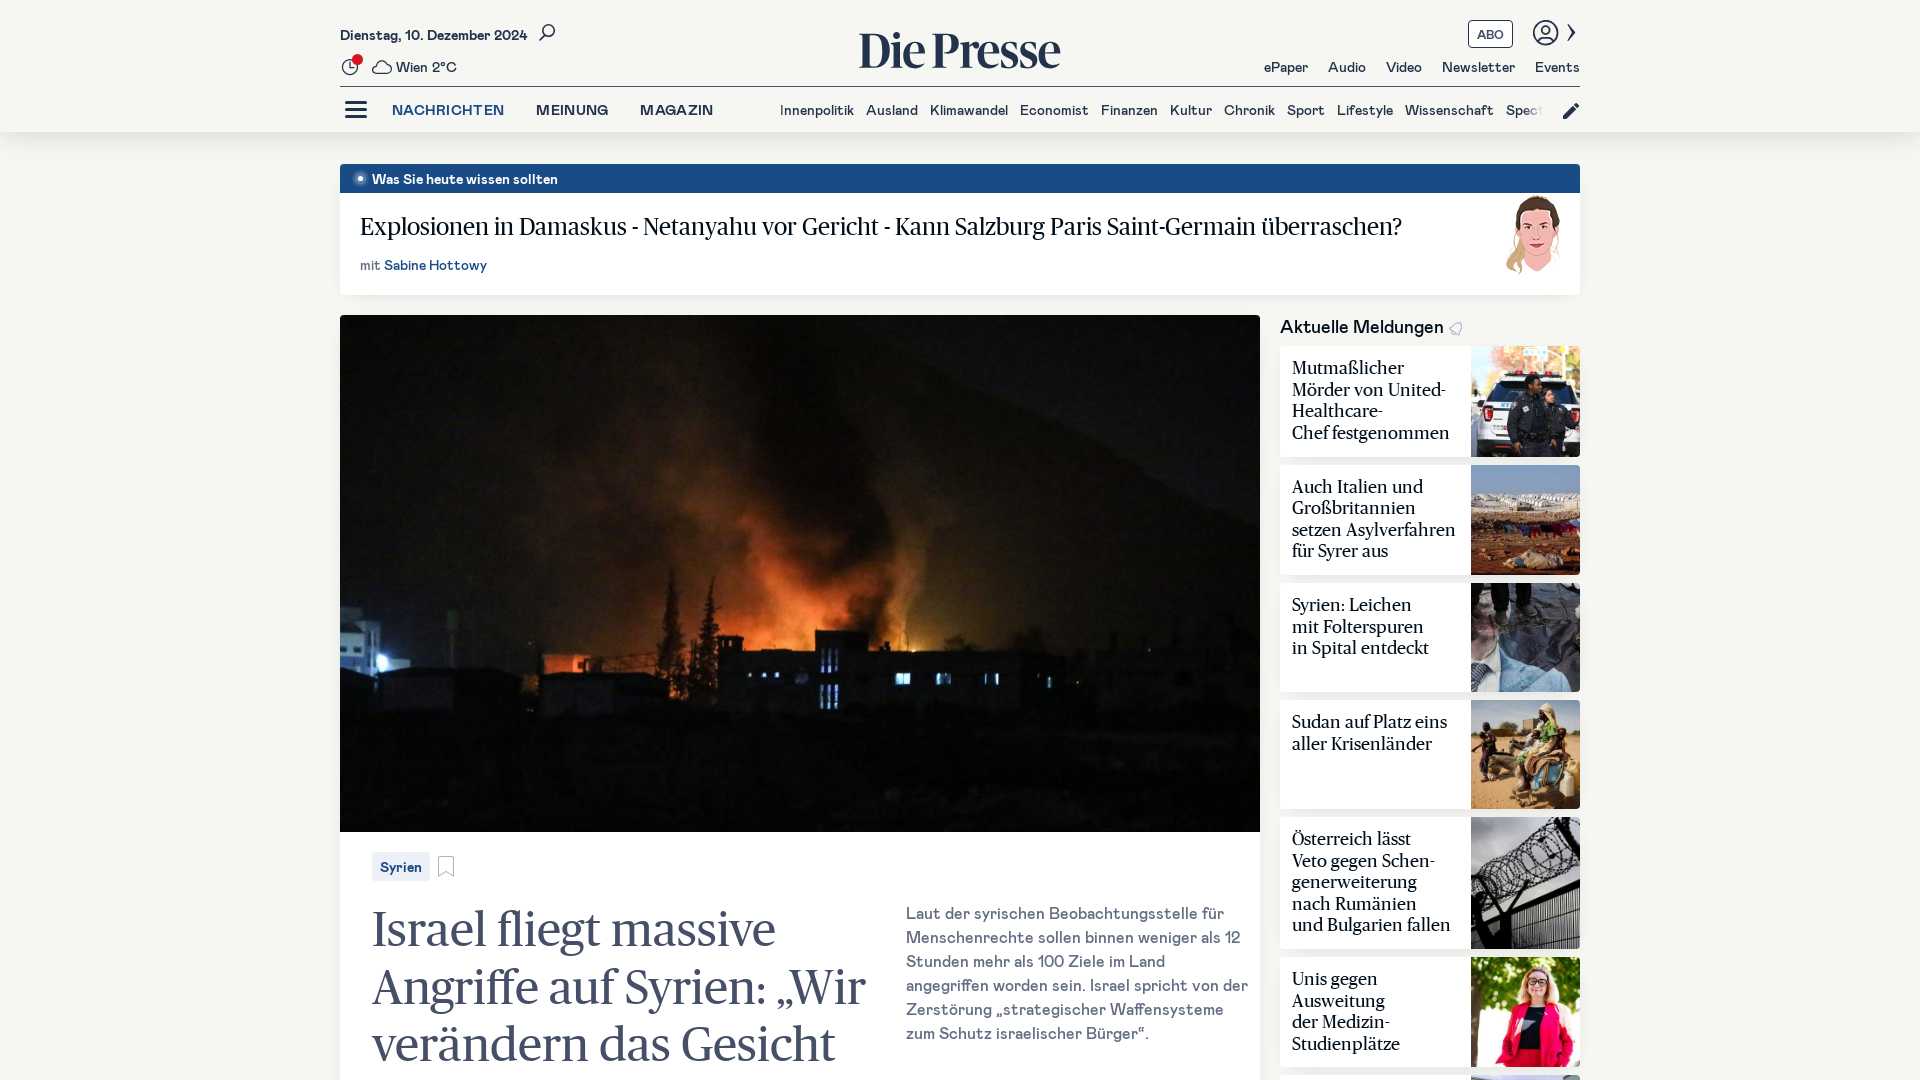 Dienstag, 10. Dezember 2024
Wien 2°C
Die Presse
ABO
ePaper Audio Video Newsletter Events
NACHRICHTEN MEINUNG MAGAZIN
Innenpolitik Ausland Klimawandel Economist Finanzen Kultur Chronik Sport Lifestyle Wissenschaft Spect
Was Sie heute wissen sollten
Explosionen in Damaskus - Netanyahu vor Gericht - Kann Salzburg Paris Saint-Germain überraschen?
mit Sabine Hottowy
Syrien
Israel fliegt massive
Angriffe auf Syrien: „Wir
verändern das Gesicht
Laut der syrischen Beobachtungsstelle für
Menschenrechte sollen binnen weniger als 12
Stunden mehr als 100 Ziele im Land
angegriffen worden sein. Israel spricht von der
Zerstörung „strategischer Waffensysteme
zum Schutz israelischer Bürger“.
Aktuelle Meldungen
Mutmaßlicher
Mörder von United-
Healthcare-
Chef festgenommen
Auch Italien und
Großbritannien
setzen Asylverfahren
für Syrer aus
Syrien: Leichen
mit Folterspuren
in Spital entdeckt
Sudan auf Platz eins
aller Krisenländer
Österreich lässt
Veto gegen Schen-
generweiterung
nach Rumänien
und Bulgarien fallen
Unis gegen
Ausweitung
der Medizin-
Studienplätze